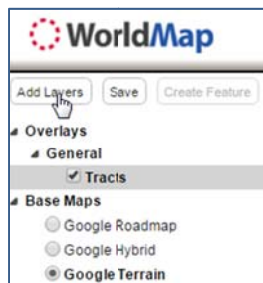 WorldMap
Add Layers Save Create Feature
Overlays
General
Tracts
Base Maps
Google Roadmap
Google Hybrid
Google Terrain